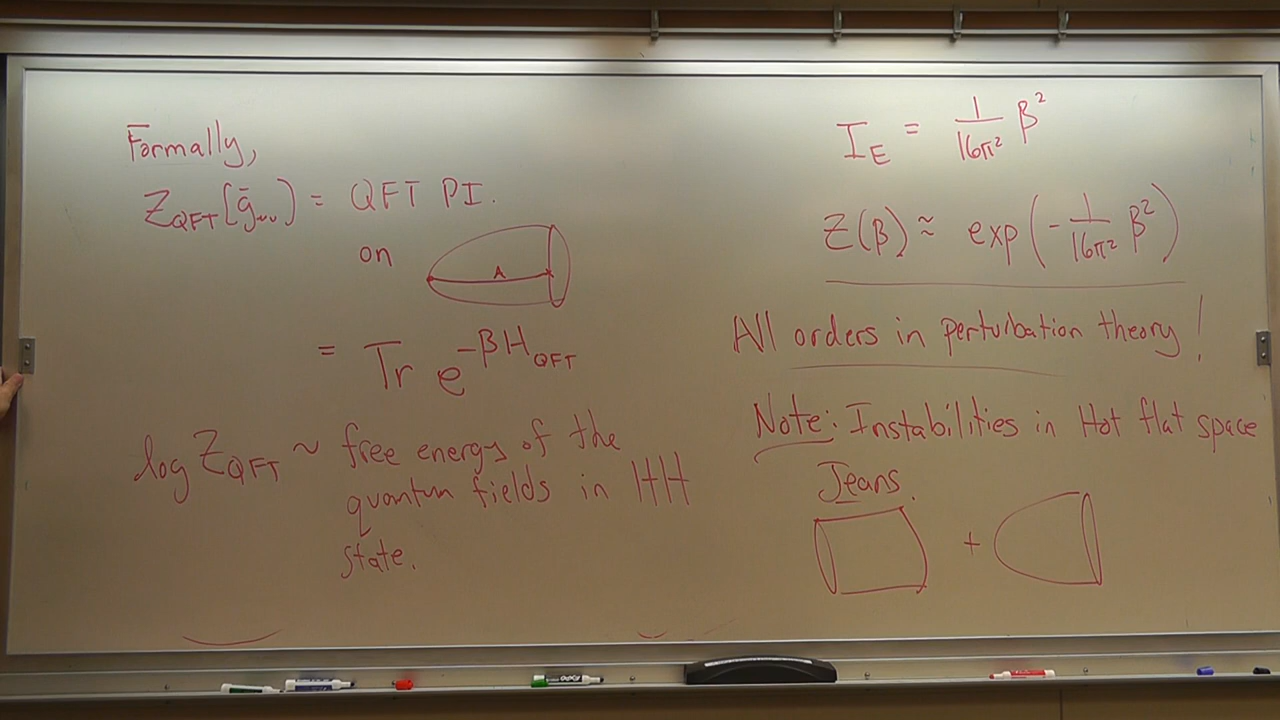 Formally,
Z_QFT[ḡ_μν) = QFT PI.
on
A
= Tr e^{-βH_QFT}
log Z_QFT ~ free energy of the
quantum fields in HH
state.
I_E = 1/16π² β²
Z(β) ≈ exp(-1/16π² β²)
All orders in perturbation theory!
Note: Instabilities in Hot flat space
Jeans.
+